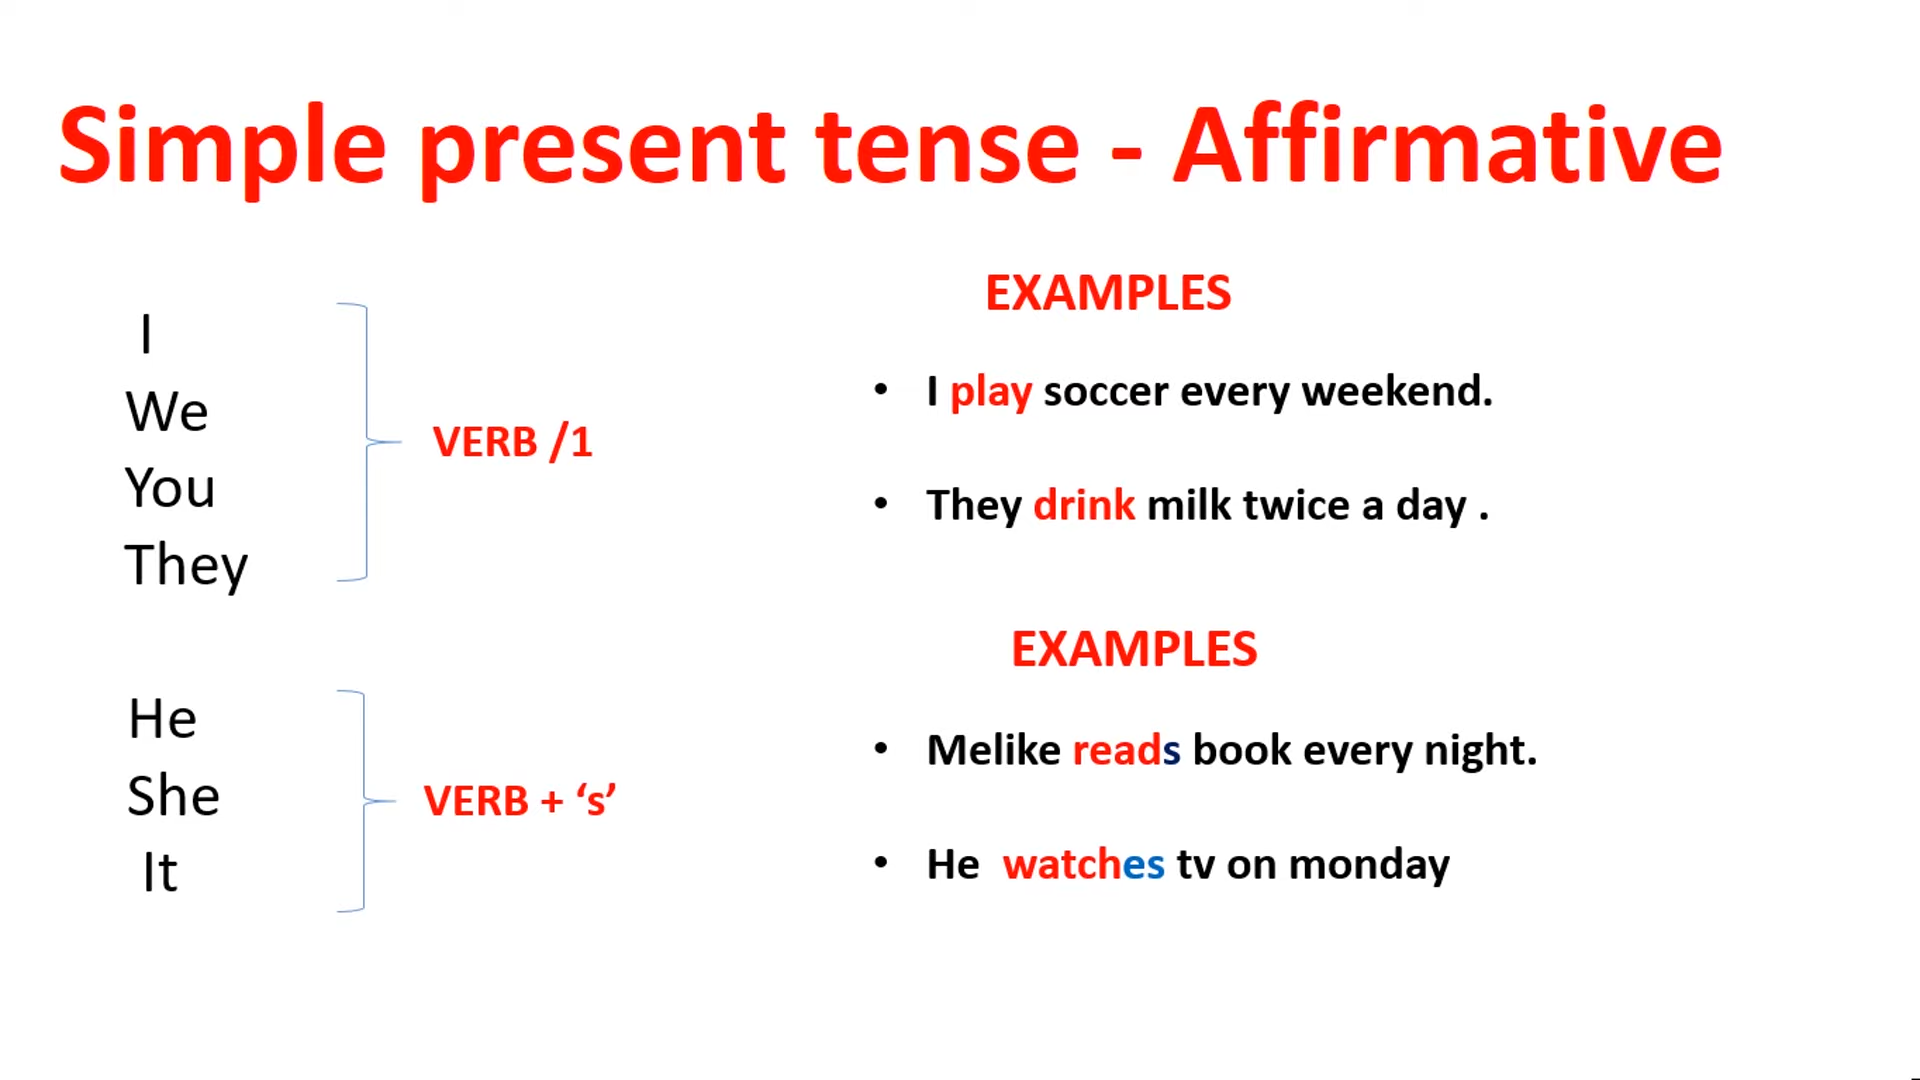 Simple present tense - Affirmative
I
We
You
They
VERB /1
EXAMPLES
• I play soccer every weekend.
• They drink milk twice a day .
He
She
It
VERB + ‘s’
EXAMPLES
• Melike reads book every night.
• He  watches tv on monday